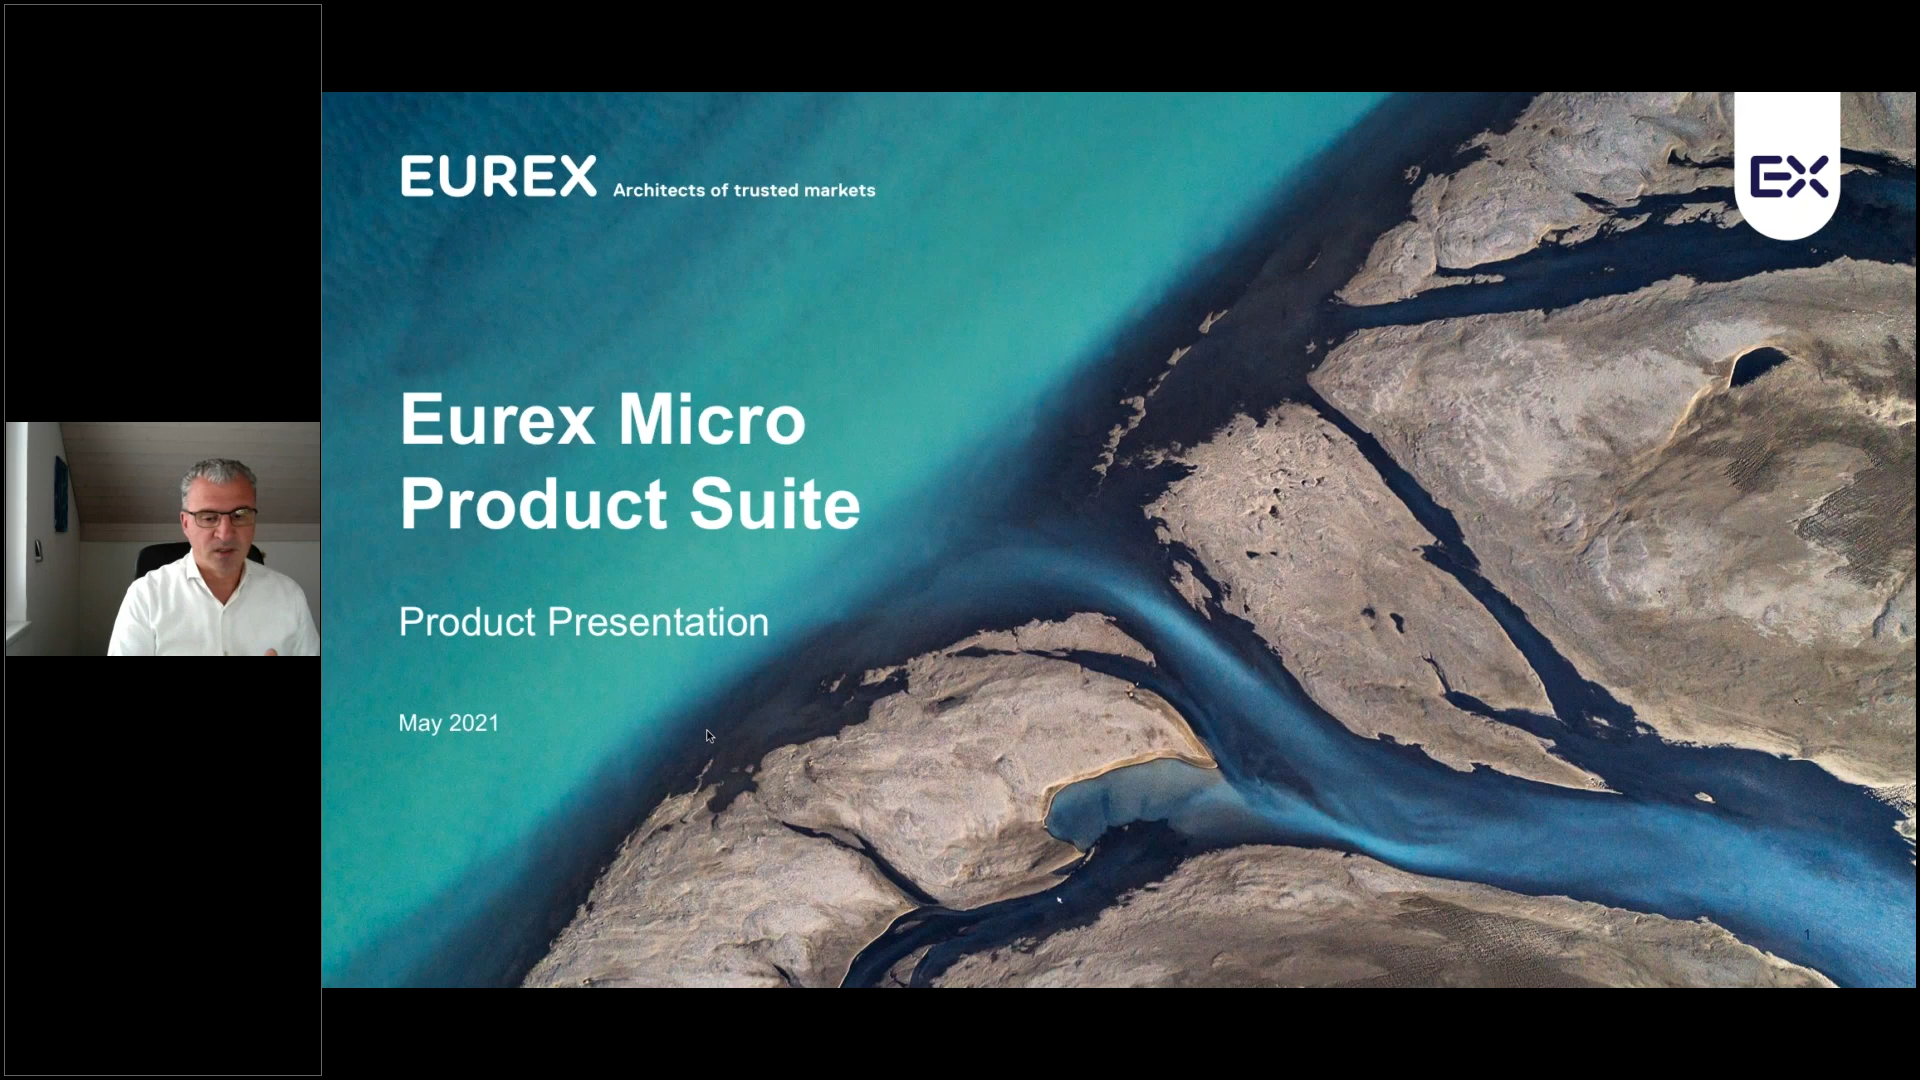 EUREX Architects of trusted markets
EX
Eurex Micro
Product Suite
Product Presentation
May 2021
1